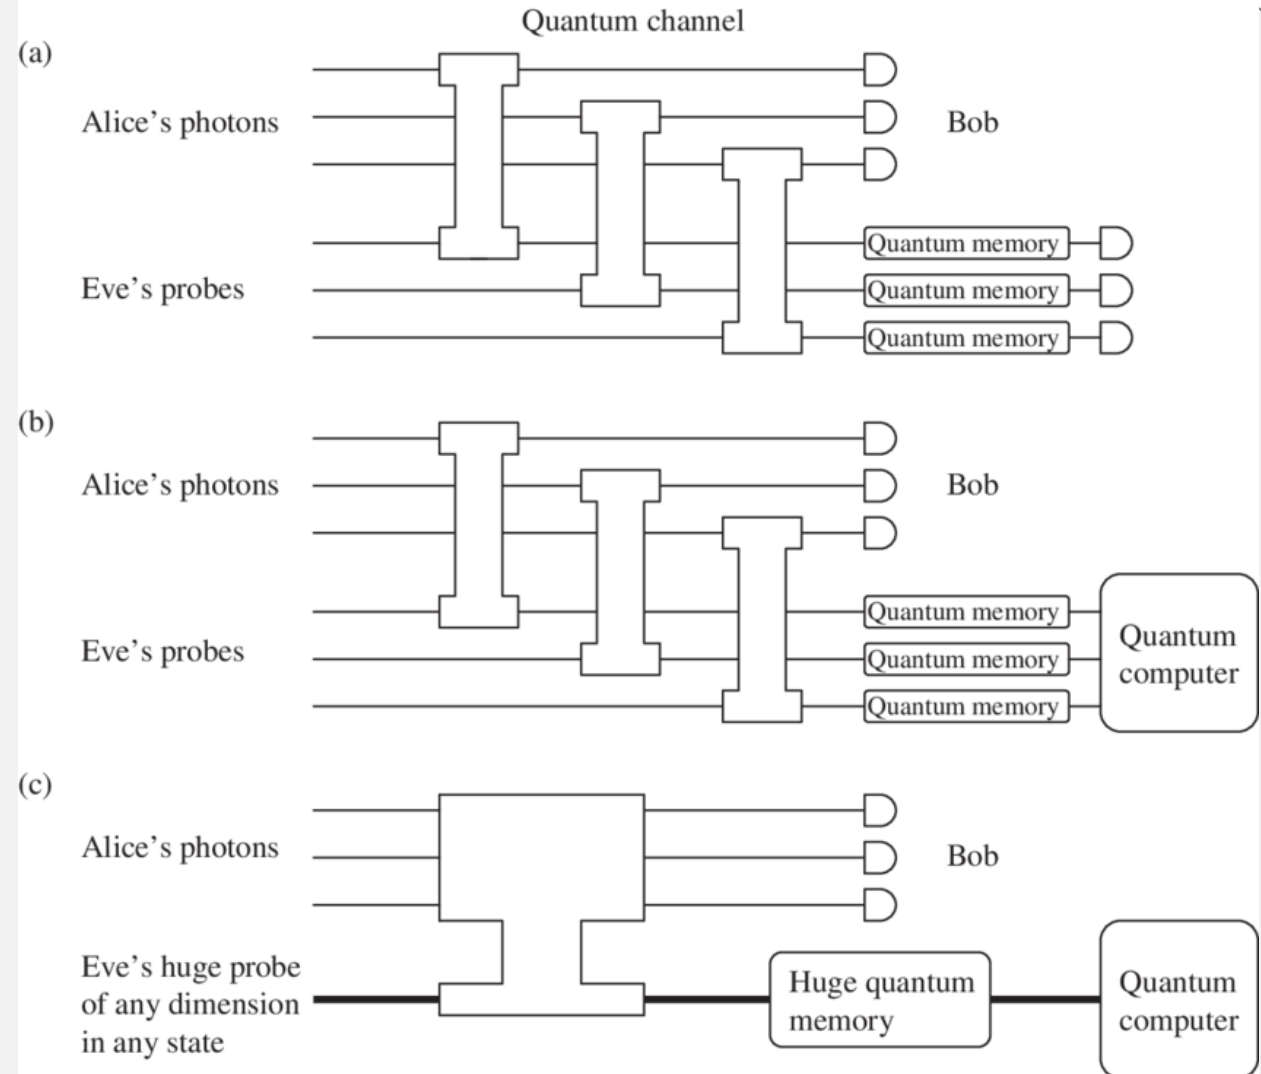 Quantum channel
(a)
Alice’s photons
Bob
Eve’s probes
Quantum memory
Quantum memory
Quantum memory
(b)
Alice’s photons
Bob
Eve’s probes
Quantum memory
Quantum memory
Quantum memory
Quantum
computer
(c)
Alice’s photons
Bob
Eve’s huge probe
of any dimension
in any state
Huge quantum
memory
Quantum
computer